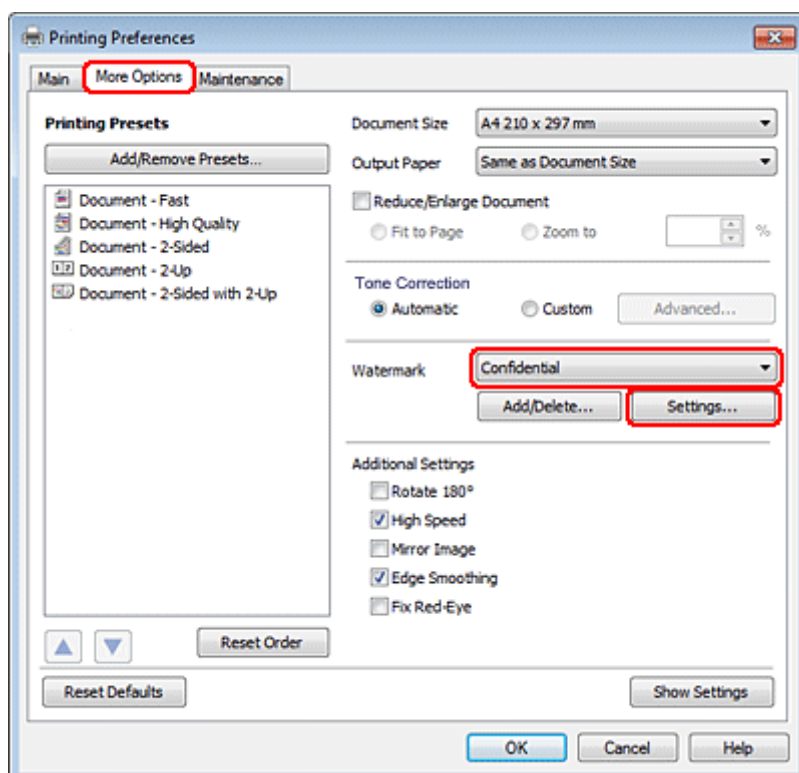 Printing Preferences
Main More Options Maintenance
Printing Presets
Add/Remove Presets...
Document - Fast
Document - High Quality
Document - 2-Sided
Document - 2-Up
Document - 2-Sided with 2-Up
Reset Order
Document Size A4 210 x 297 mm
Output Paper Same as Document Size
Reduce/Enlarge Document
Fit to Page Zoom to %
Tone Correction
Automatic Custom Advanced...
Watermark Confidential
Add/Delete... Settings...
Additional Settings
Rotate 180°
High Speed
Mirror Image
Edge Smoothing
Fix Red-Eye
Reset Defaults Show Settings
OK Cancel Help